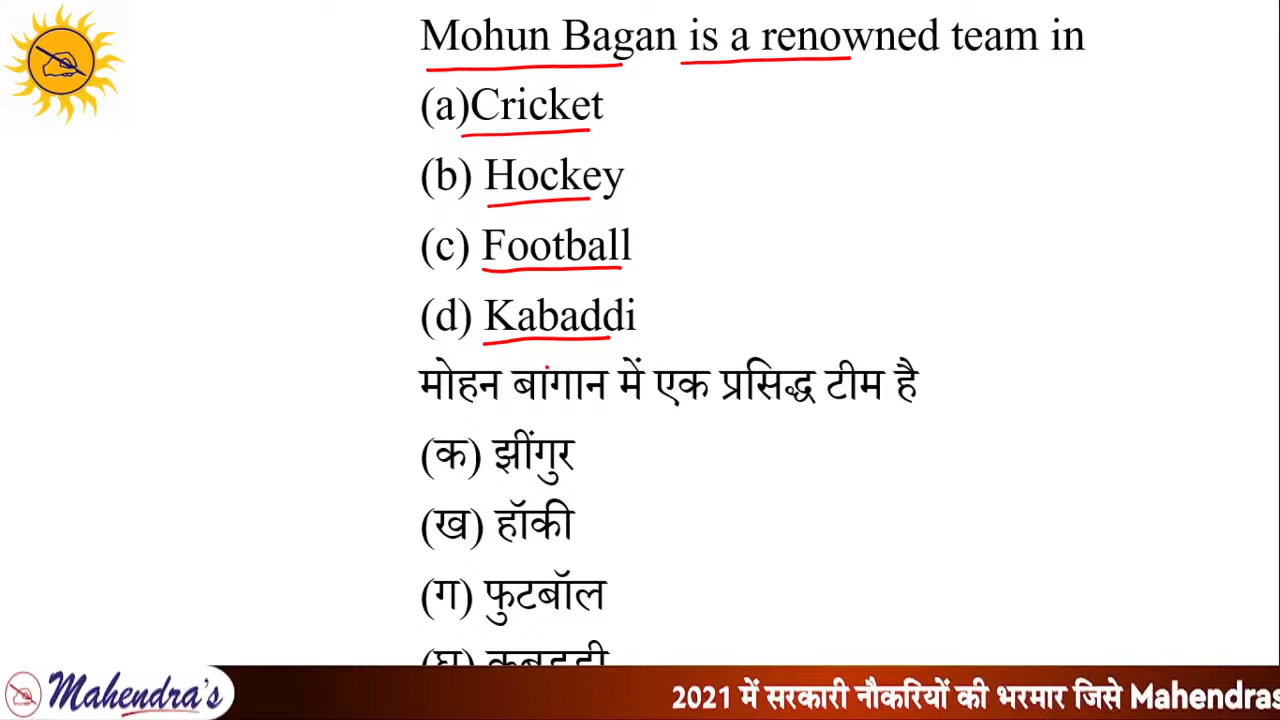 Mohun Bagan is a renowned team in
(a)Cricket
(b) Hockey
(c) Football
(d) Kabaddi
मोहन बांगान में एक प्रसिद्ध टीम है
(क) झींगुर
(ख) हॉकी
(ग) फुटबॉल
(घ) कबड्डी
Mahendra's
2021 में सरकारी नौकरियों की भरमार जिसे Mahendras